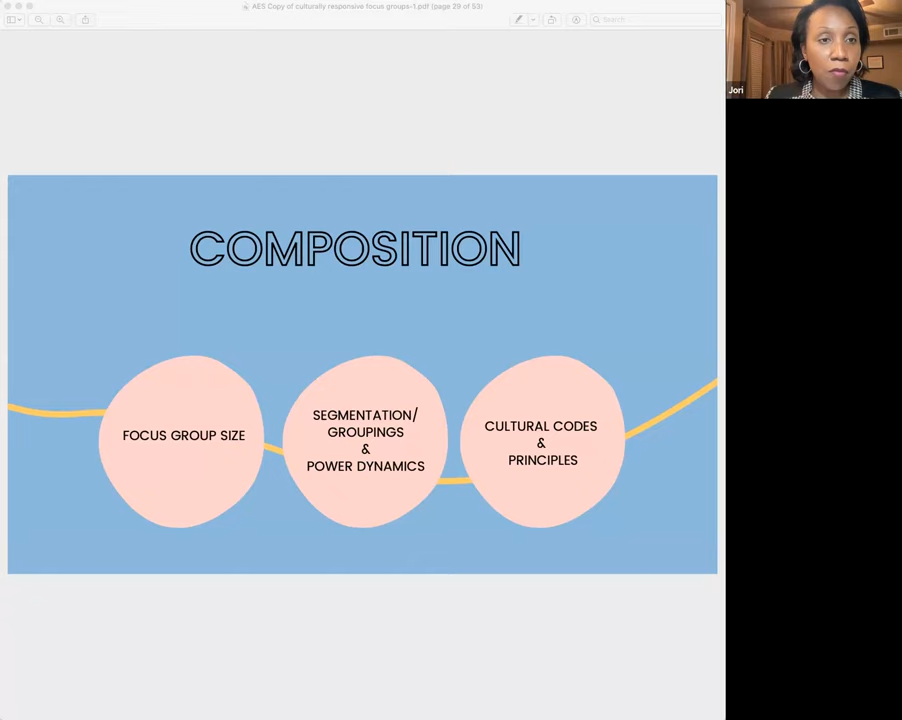 AES Copy of culturally responsive focus groups-1.pdf (page 29 of 53)
Search
Jori
COMPOSITION
FOCUS GROUP SIZE
SEGMENTATION/
GROUPINGS
&
POWER DYNAMICS
CULTURAL CODES
&
PRINCIPLES